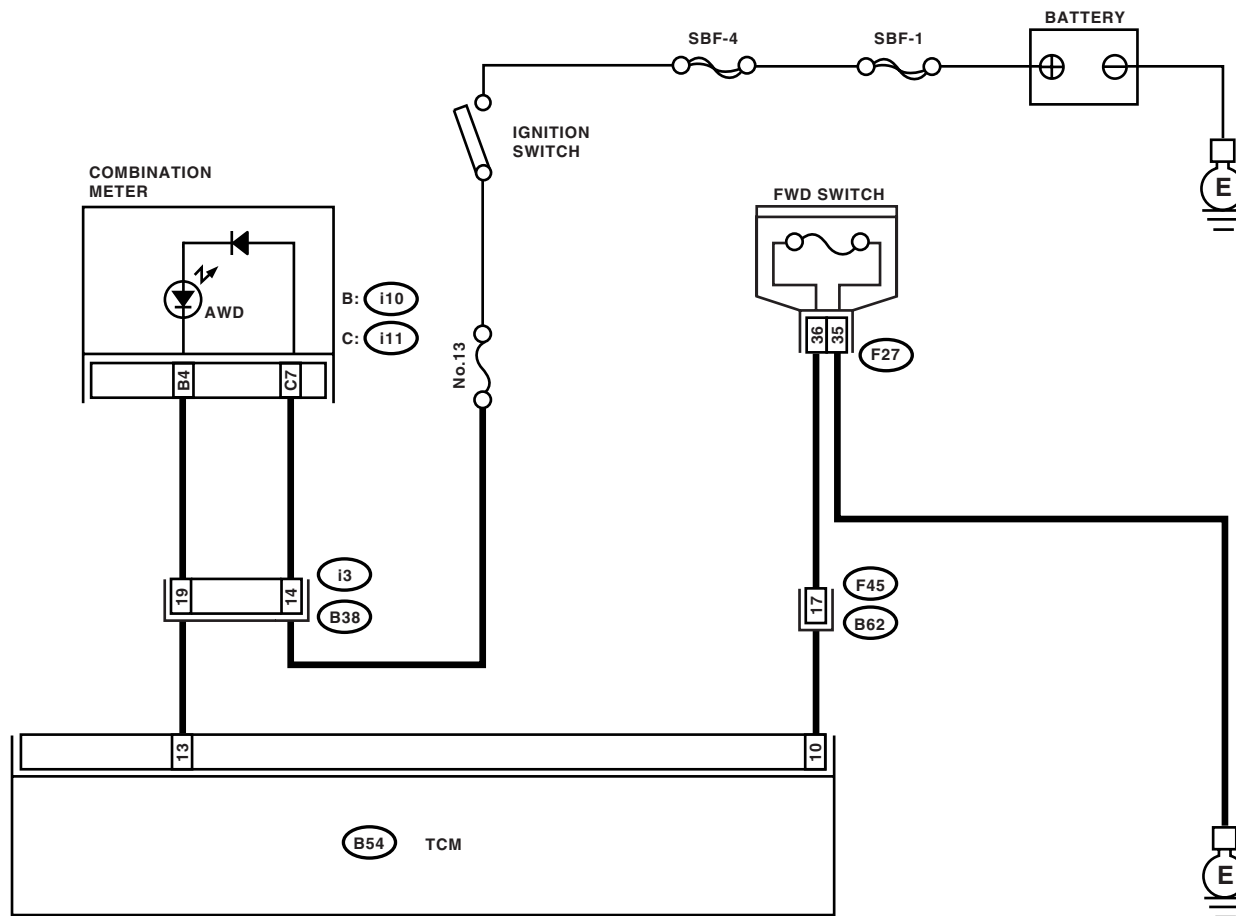 BATTERY
SBF-4
SBF-1
IGNITION
SWITCH
E
COMBINATION
METER
FWD SWITCH
AWD
B: i10
C: i11
No.13
36
35
F27
B4
C7
i3
B38
19
14
17
F45
B62
13
10
B54
TCM
E